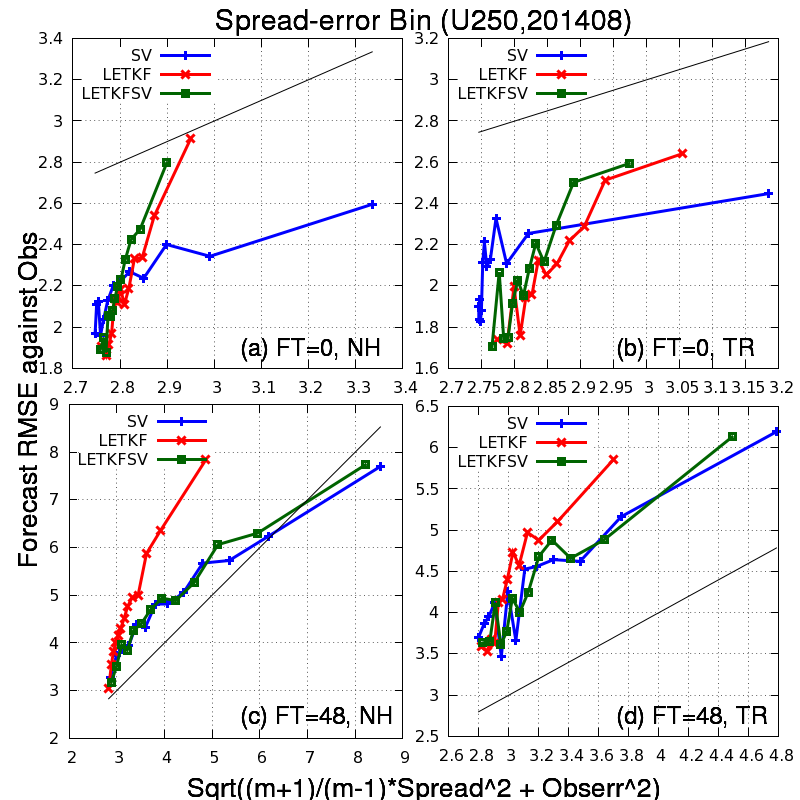 Spread-error Bin (U250,201408)
Forecast RMSE against Obs
3.4
3.2
3
2.8
2.6
2.4
2.2
2
1.8
SV
LETKF
LETKFSV
(a) FT=0, NH
2.7 2.8 2.9 3 3.1 3.2 3.3 3.4
3.2
3
2.8
2.6
2.4
2.2
2
1.8
1.6
SV
LETKF
LETKFSV
(b) FT=0, TR
2.7 2.75 2.8 2.85 2.9 2.95 3 3.05 3.1 3.15 3.2
9
8
7
6
5
4
3
2
SV
LETKF
LETKFSV
(c) FT=48, NH
2 3 4 5 6 7 8 9
6.5
6
5.5
5
4.5
4
3.5
3
2.5
SV
LETKF
LETKFSV
(d) FT=48, TR
2.6 2.8 3 3.2 3.4 3.6 3.8 4 4.2 4.4 4.6 4.8
Sqrt((m+1)/(m-1)*Spread^2 + Obserr^2)